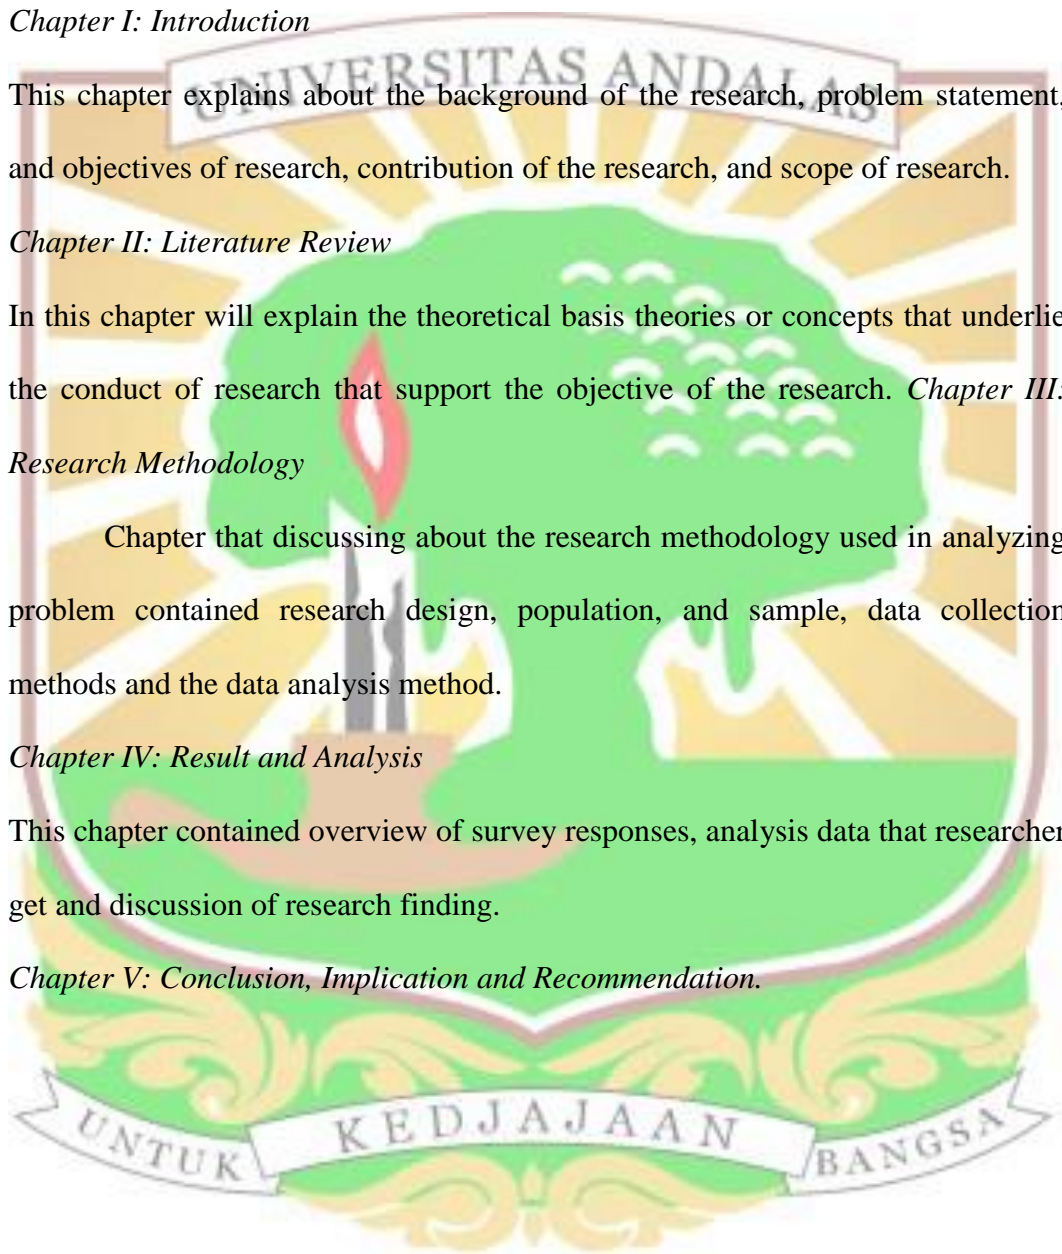 Chapter I: Introduction
UNIVERSITAS ANDALAS
This chapter explains about the background of the research, problem statement,
and objectives of research, contribution of the research, and scope of research.
Chapter II: Literature Review
In this chapter will explain the theoretical basis theories or concepts that underlie
the conduct of research that support the objective of the research. Chapter III:
Research Methodology
Chapter that discussing about the research methodology used in analyzing
problem contained research design, population, and sample, data collection
methods and the data analysis method.
Chapter IV: Result and Analysis
This chapter contained overview of survey responses, analysis data that researcher
get and discussion of research finding.
Chapter V: Conclusion, Implication and Recommendation.
UNTUK KEDJAJAAN BANGSA